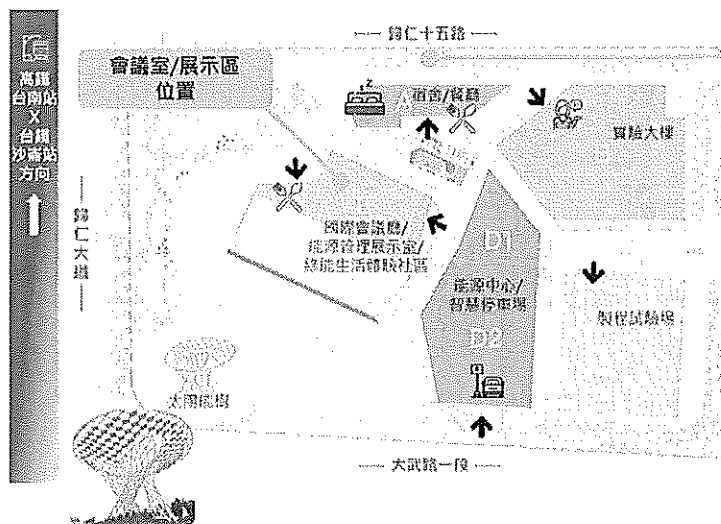 歸仁十五路
高鐵
台南站
X
台鐵
沙崙站
方向
會議室/展示區
位置
宿舍/餐廳
實驗大樓
歸仁大道
國際會議廳/
能源管理展示室/
綠能生活體驗社區
D1
能源中心/
智慧停車場
D2
製程試驗場
太陽能樹
大武路一段